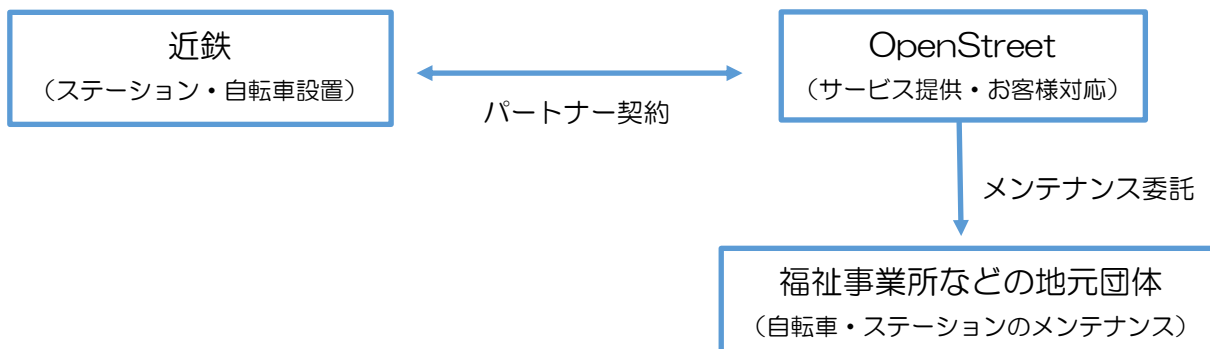 近鉄
（ステーション・自転車設置）
OpenStreet
（サービス提供・お客様対応）
パートナー契約
メンテナンス委託
福祉事業所などの地元団体
（自転車・ステーションのメンテナンス）